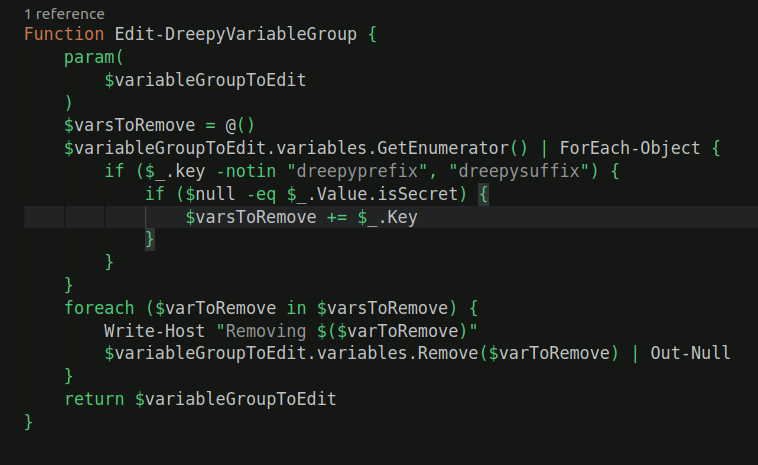 1 reference
Function Edit-DreepyVariableGroup {
    param(
        $variableGroupToEdit
    )
    $varsToRemove = @()
    $variableGroupToEdit.variables.GetEnumerator() | ForEach-Object {
        if ($_.key -notin "dreepyprefix", "dreepysuffix") {
            if ($null -eq $_.Value.isSecret) {
                $varsToRemove += $_.Key
            }
        }
    }
    foreach ($varToRemove in $varsToRemove) {
        Write-Host "Removing $($varToRemove)"
        $variableGroupToEdit.variables.Remove($varToRemove) | Out-Null
    }
    return $variableGroupToEdit
}